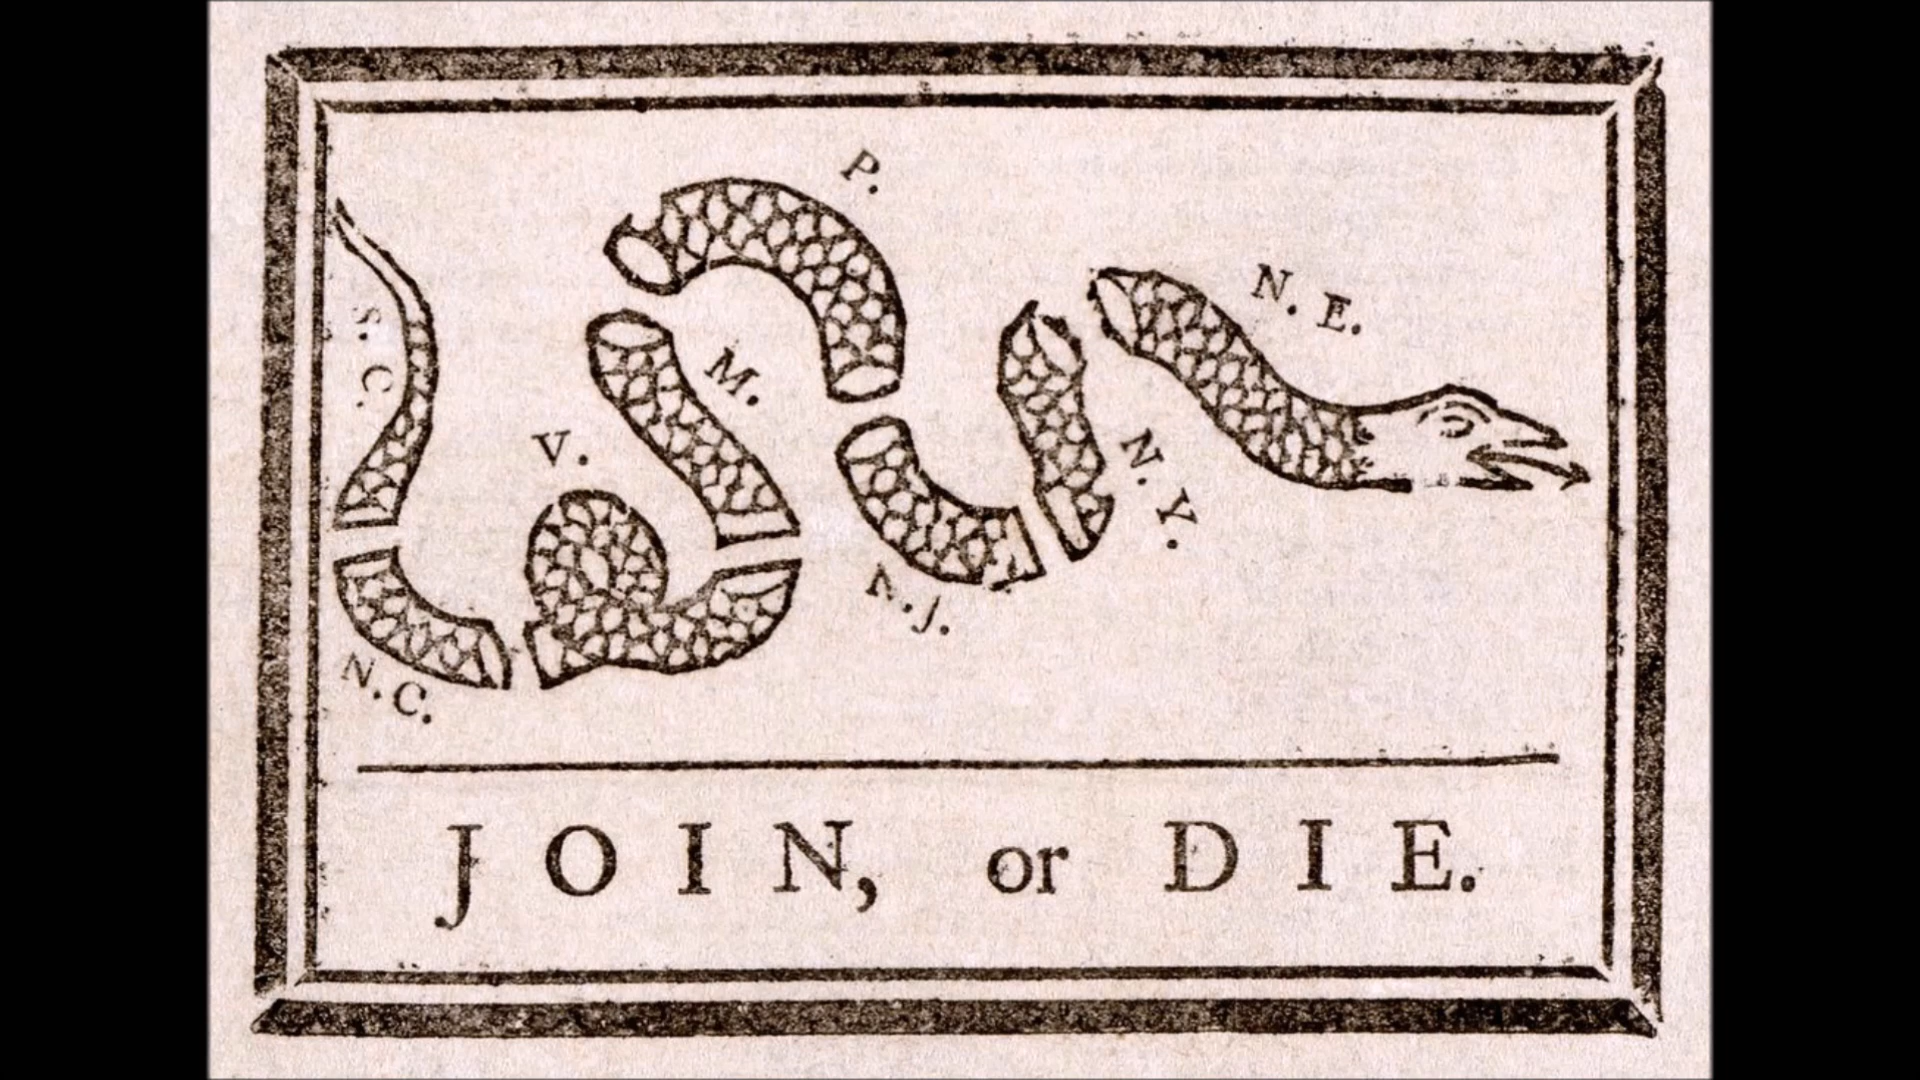 P.
N. E.
S. C.
M.
V.
N. Y.
N. J.
N. C.
JOIN, or DIE.